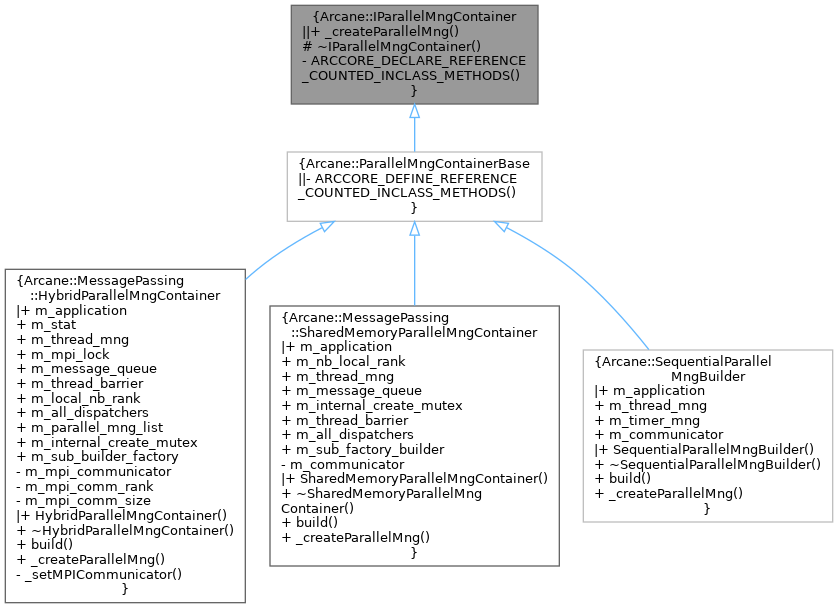 {Arcane::IParallelMngContainer
||+ _createParallelMng()
# ~IParallelMngContainer()
- ARCCORE_DECLARE_REFERENCE
_COUNTED_INCLASS_METHODS()
}
{Arcane::ParallelMngContainerBase
||- ARCCORE_DEFINE_REFERENCE
_COUNTED_INCLASS_METHODS()
}
{Arcane::MessagePassing
::HybridParallelMngContainer
|+ m_application
+ m_stat
+ m_thread_mng
+ m_mpi_lock
+ m_message_queue
+ m_thread_barrier
+ m_local_nb_rank
+ m_all_dispatchers
+ m_parallel_mng_list
+ m_internal_create_mutex
+ m_sub_builder_factory
- m_mpi_communicator
- m_mpi_comm_rank
- m_mpi_comm_size
|+ HybridParallelMngContainer()
+ ~HybridParallelMngContainer()
+ build()
+ _createParallelMng()
- _setMPICommunicator()
}
{Arcane::MessagePassing
::SharedMemoryParallelMngContainer
|+ m_application
+ m_nb_local_rank
+ m_thread_mng
+ m_message_queue
+ m_internal_create_mutex
+ m_thread_barrier
+ m_all_dispatchers
+ m_sub_factory_builder
- m_communicator
|+ SharedMemoryParallelMngContainer()
+ ~SharedMemoryParallelMng
Container()
+ build()
+ _createParallelMng()
}
{Arcane::SequentialParallel
MngBuilder
|+ m_application
+ m_thread_mng
+ m_timer_mng
+ m_communicator
|+ SequentialParallelMngBuilder()
+ ~SequentialParallelMngBuilder()
+ build()
+ _createParallelMng()
}